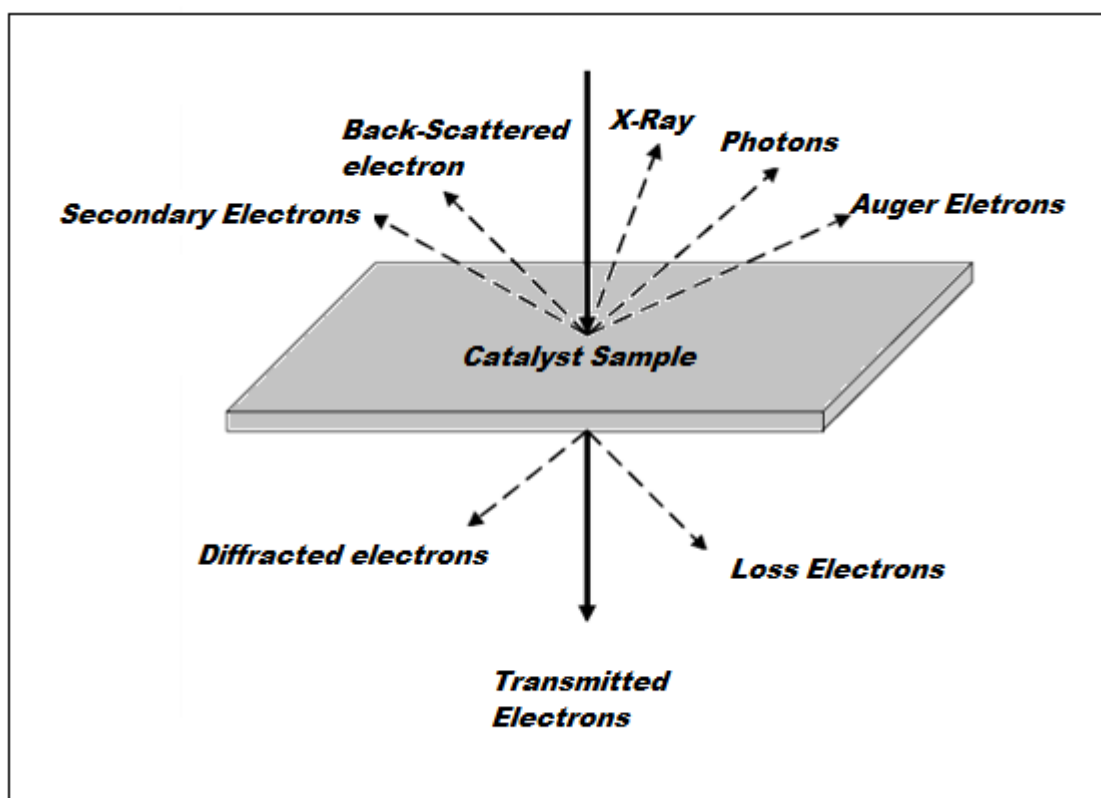 Back-Scattered
electron
X-Ray
Photons
Secondary Electrons
Auger Eletrons
Catalyst Sample
Diffracted electrons
Loss Electrons
Transmitted
Electrons